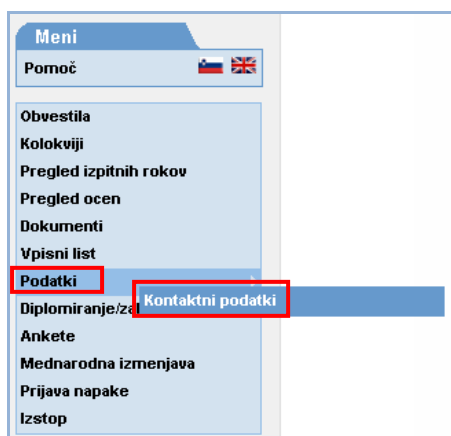 Meni
Pomoč
Obvestila
Kolokviji
Pregled izpitnih rokov
Pregled ocen
Dokumenti
Vpisni list
Podatki
Kontaktni podatki
Ankete
Mednarodna izmenjava
Prijava napake
Izstop